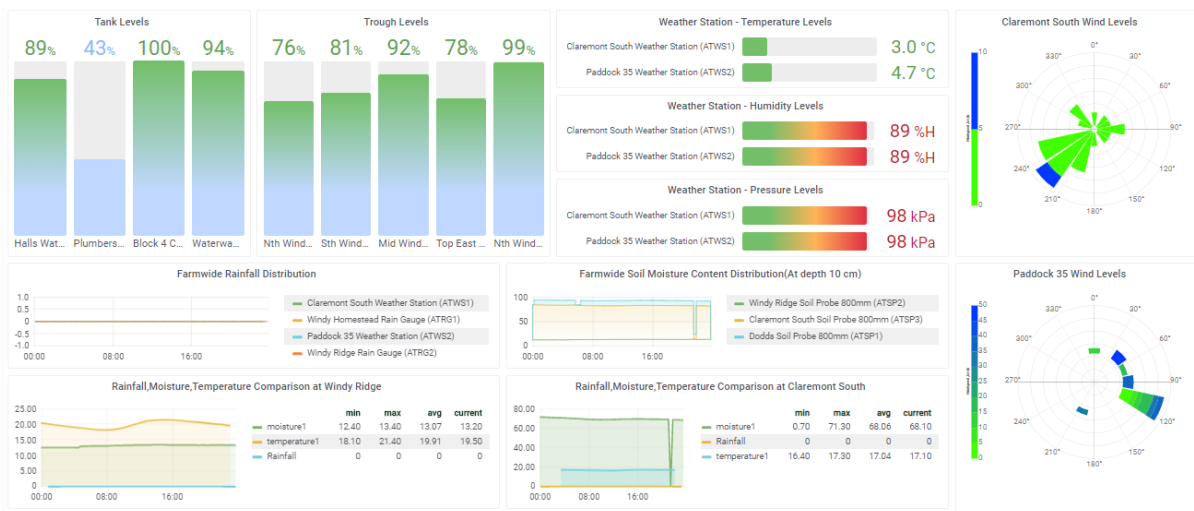 Tank Levels
89% 43% 100% 94%
Halls Wat... Plumbers... Block 4 C... Waterwa...
Trough Levels
76% 81% 92% 78% 99%
Nth Wind... Sth Wind... Mid Wind... Top East ... Nth Wind...
Weather Station - Temperature Levels
Claremont South Weather Station (ATWS1) 3.0 °C
Paddock 35 Weather Station (ATWS2) 4.7 °C
Weather Station - Humidity Levels
Claremont South Weather Station (ATWS1) 89 %H
Paddock 35 Weather Station (ATWS2) 89 %H
Weather Station - Pressure Levels
Claremont South Weather Station (ATWS1) 98 kPa
Paddock 35 Weather Station (ATWS2) 98 kPa
Claremont South Wind Levels
10
5
0
0°
30°
60°
90°
120°
150°
180°
210°
240°
270°
300°
330°
Farmwide Rainfall Distribution
1.0
0.5
0
-0.5
-1.0
00:00 08:00 16:00
Claremont South Weather Station (ATWS1)
Windy Homestead Rain Gauge (ATRG1)
Paddock 35 Weather Station (ATWS2)
Windy Ridge Rain Gauge (ATRG2)
Farmwide Soil Moisture Content Distribution(At depth 10 cm)
100
50
0
00:00 08:00 16:00
Windy Ridge Soil Probe 800mm (ATSP2)
Claremont South Soil Probe 800mm (ATSP3)
Dodds Soil Probe 800mm (ATSP1)
Paddock 35 Wind Levels
50
45
40
35
30
25
20
15
10
5
0
0°
30°
60°
90°
120°
150°
180°
210°
240°
270°
300°
330°
Rainfall,Moisture,Temperature Comparison at Windy Ridge
25.00
20.00
15.00
10.00
5.00
0
00:00 08:00 16:00
min max avg current
moisture1 12.40 13.40 13.07 13.20
temperature1 18.10 21.40 19.91 19.50
Rainfall 0 0 0 0
Rainfall,Moisture,Temperature Comparison at Claremont South
80.00
60.00
40.00
20.00
0
00:00 08:00 16:00
min max avg current
moisture1 0.70 71.30 68.06 68.10
Rainfall 0 0 0 0
temperature1 16.40 17.30 17.04 17.10